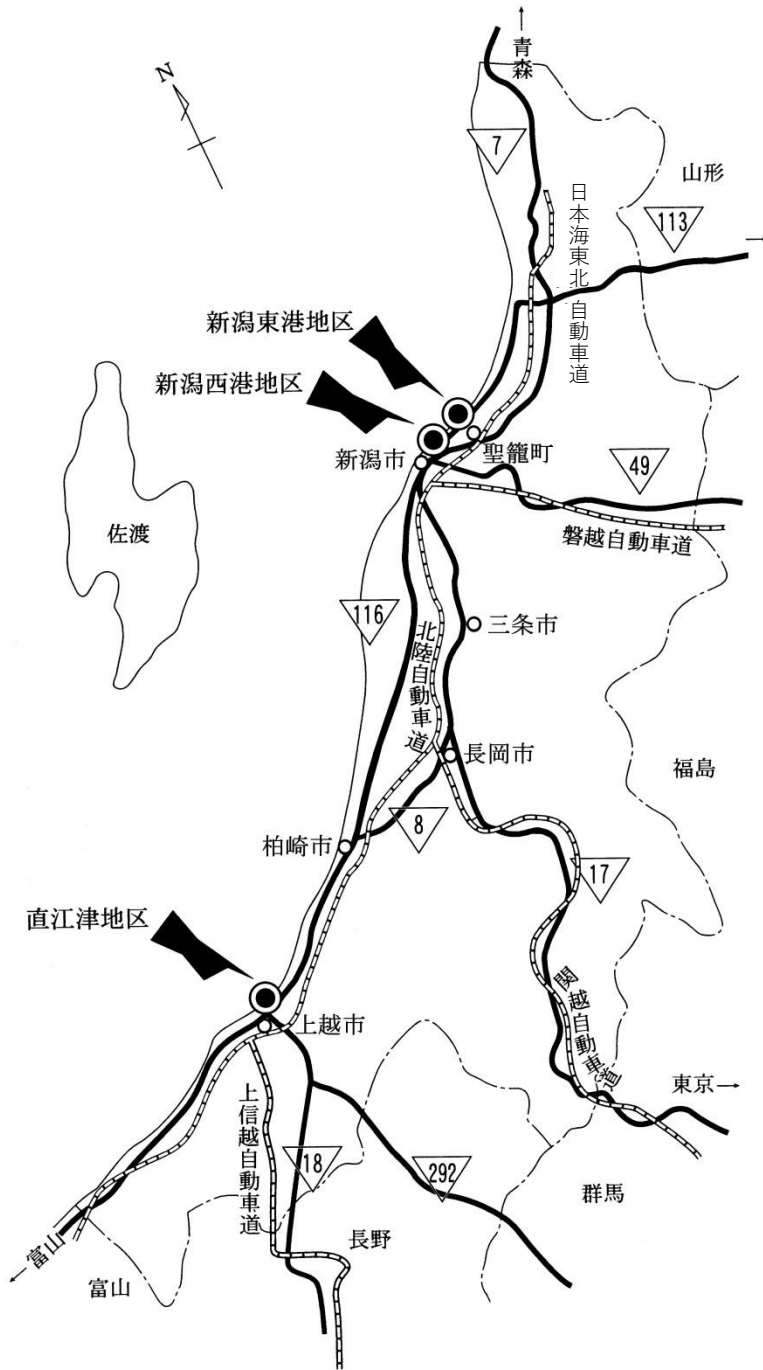 青森
N
7
山形
日本海東北自動車道
113
新潟東港地区
新潟西港地区
新潟市
聖籠町
49
佐渡
磐越自動車道
116
三条市
北陸自動車道
長岡市
福島
8
柏崎市
17
直江津地区
関越自動車道
上越市
東京
上信越自動車道
18
292
群馬
長野
富山
富山